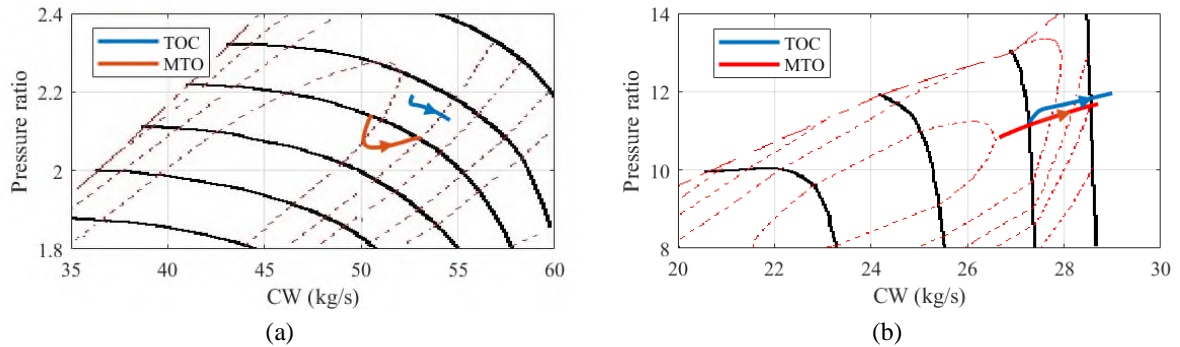 2.4
2.2
2
1.8
Pressure ratio
TOC
MTO
35 40 45 50 55 60
CW (kg/s)
(a)
14
12
10
8
Pressure ratio
TOC
MTO
20 22 24 26 28 30
CW (kg/s)
(b)